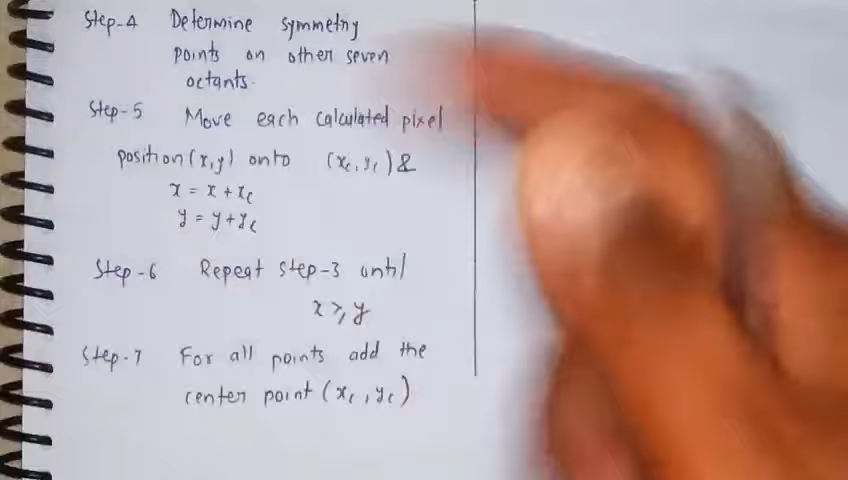 Step-4 Determine symmetry
points on other seven
octants.
Step-5 Move each calculated pixel
position(x,y) onto (xc,yc) &
x = x + xc
y = y + yc
Step-6 Repeat step-3 until
x ≥ y
Step-7 For all points add the
center point (xc, yc)